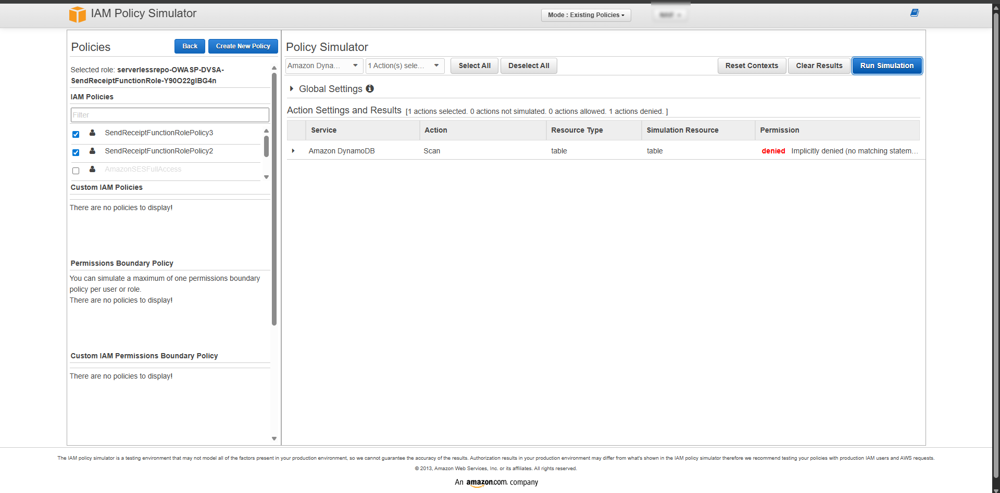 IAM Policy Simulator
Mode : Existing Policies
Policies
Back
Create New Policy
Selected role: serverlessrepo-OWASP-DVSA-
SendReceiptFunctionRole-Y90O22glBG4n
IAM Policies
Filter
SendReceiptFunctionRolePolicy3
SendReceiptFunctionRolePolicy2
AmazonSESFullAccess
Custom IAM Policies
There are no policies to display!
Permissions Boundary Policy
You can simulate a maximum of one permissions boundary
policy per user or role.
There are no policies to display!
Custom IAM Permissions Boundary Policy
There are no policies to display!
Policy Simulator
Amazon Dyna...
1 Action(s) sele...
Select All
Deselect All
Reset Contexts
Clear Results
Run Simulation
Global Settings
Action Settings and Results [1 actions selected. 0 actions not simulated. 0 actions allowed. 1 actions denied. ]
Service Action Resource Type Simulation Resource Permission
Amazon DynamoDB Scan table table denied Implicitly denied (no matching statem...
The IAM policy simulator is a testing environment that may not model all of the factors present in your production environment, so we cannot guarantee the accuracy of the results. Authorization results in your production environment may differ from what's shown in the IAM policy simulator therefore we recommend testing your policies with production IAM users and AWS requests.
© 2013, Amazon Web Services, Inc. or its affiliates. All rights reserved.
An amazon.com. company